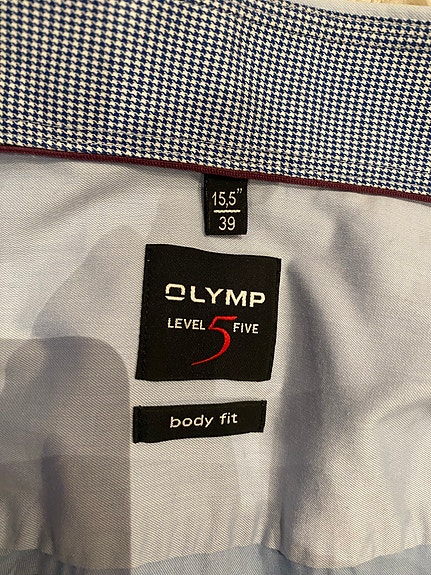 15,5"
39
OLYMP
LEVEL 5 FIVE
body fit